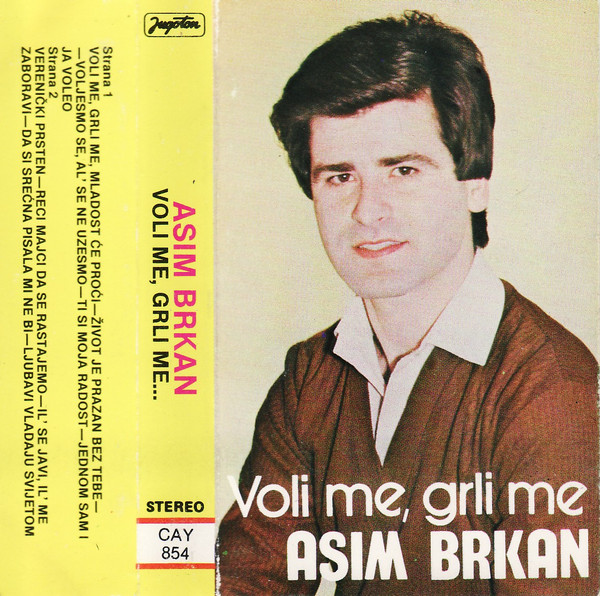 Jugoton
Strana 1
VOLI ME, GRLI ME, MLADOST ĆE PROĆI—ŽIVOT JE PRAZAN BEZ TEBE—
—VOLJESMO SE, AL' SE NE UZESMO—TI SI MOJA RADOST—JEDNOM SAM I
JA VOLEO
Strana 2
VERENIČKI PRSTEN—RECI MAJCI DA SE RASTAJEMO—IL' SE JAVI, IL' ME
ZABORAVI—DA SI SREĆNA PISALA MI NE BI—LJUBAVI VLADAJU SVIJETOM
ASIM BRKAN
VOLI ME, GRLI ME...
STEREO
CAY
854
Voli me, grli me
ASIM BRKAN